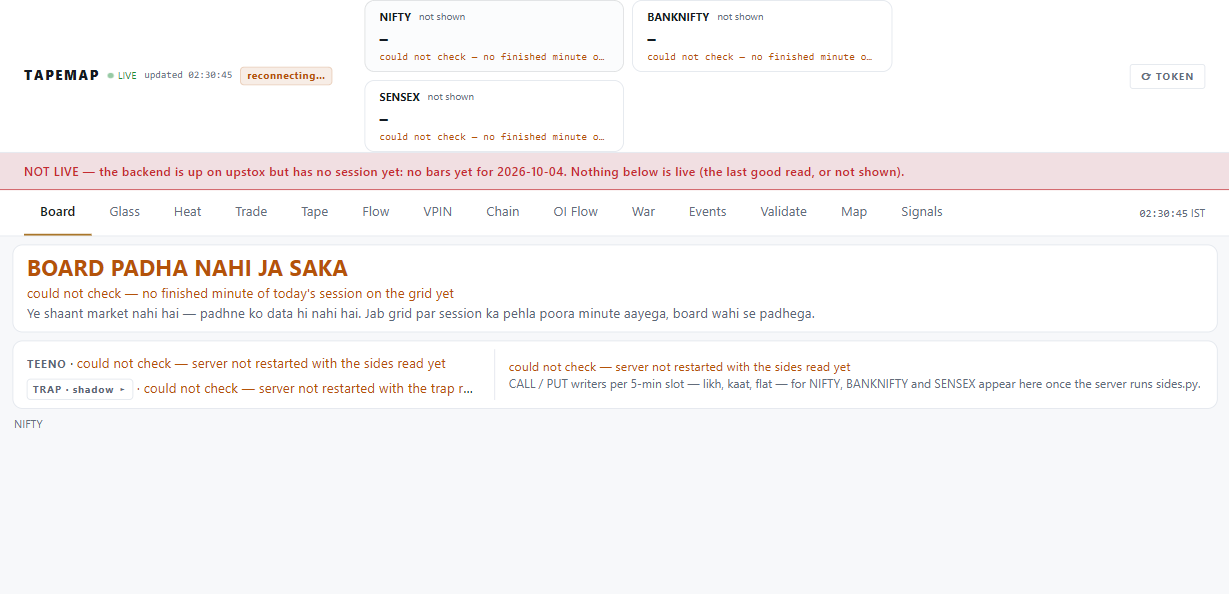 TAPEMAP ● LIVE updated 02:30:45 reconnecting...
NIFTY not shown
—
could not check — no finished minute o…
BANKNIFTY not shown
—
could not check — no finished minute o…
SENSEX not shown
—
could not check — no finished minute o…
⟳ TOKEN
NOT LIVE — the backend is up on upstox but has no session yet: no bars yet for 2026-10-04. Nothing below is live (the last good read, or not shown).
Board Glass Heat Trade Tape Flow VPIN Chain OI Flow War Events Validate Map Signals 02:30:45 IST
BOARD PADHA NAHI JA SAKA
could not check — no finished minute of today's session on the grid yet
Ye shaant market nahi hai — padhne ko data hi nahi hai. Jab grid par session ka pehla poora minute aayega, board wahi se padhega.
TEENO · could not check — server not restarted with the sides read yet
TRAP · shadow ▸ · could not check — server not restarted with the trap r…
could not check — server not restarted with the sides read yet
CALL / PUT writers per 5-min slot — likh, kaat, flat — for NIFTY, BANKNIFTY and SENSEX appear here once the server runs sides.py.
NIFTY